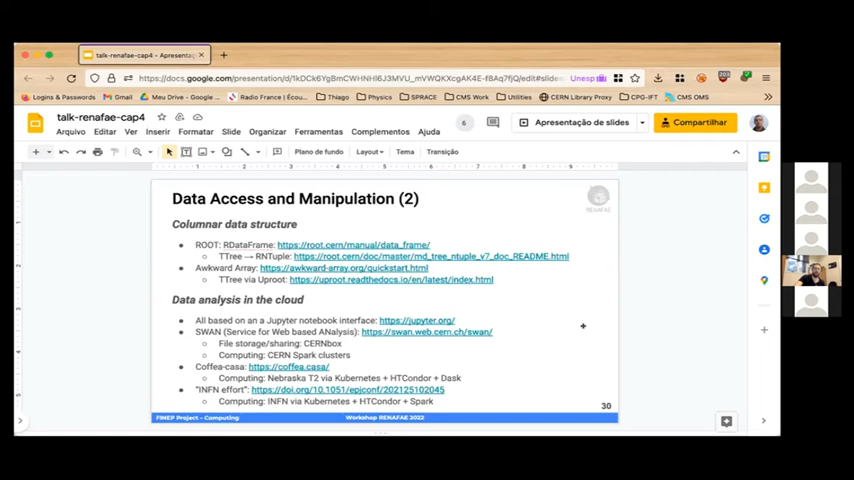 talk-renafae-cap4 – Apresentaç
https://docs.google.com/presentation/d/1kDCk6YgBmCWHNHl6J3MVU_mVWQKXcgAK4E-f8Aq7fjQ/edit#slide
Unesp
203
Logins & Passwords Gmail Meu Drive - Google ... Radio France | Écou... Thiago Physics SPRACE CMS Work Utilities CERN Library Proxy CPG-IFT CMS OMS
talk-renafae-cap4
Arquivo Editar Ver Inserir Formatar Slide Organizar Ferramentas Complementos Ajuda
6
Apresentação de slides
Compartilhar
Plano de fundo Layout Tema Transição
Data Access and Manipulation (2)
RENAFAE
Columnar data structure
● ROOT: RDataFrame: https://root.cern/manual/data_frame/
○ TTree → RNTuple: https://root.cern/doc/master/md_tree_ntuple_v7_doc_README.html
● Awkward Array: https://awkward-array.org/quickstart.html
○ TTree via Uproot: https://uproot.readthedocs.io/en/latest/index.html
Data analysis in the cloud
● All based on an a Jupyter notebook interface: https://jupyter.org/
● SWAN (Service for Web based ANalysis): https://swan.web.cern.ch/swan/
○ File storage/sharing: CERNbox
○ Computing: CERN Spark clusters
● Coffea-casa: https://coffea.casa/
○ Computing: Nebraska T2 via Kubernetes + HTCondor + Dask
● "INFN effort": https://doi.org/10.1051/epjconf/202125102045
○ Computing: INFN via Kubernetes + HTCondor + Spark
30
FINEP Project – Computing Workshop RENAFAE 2022